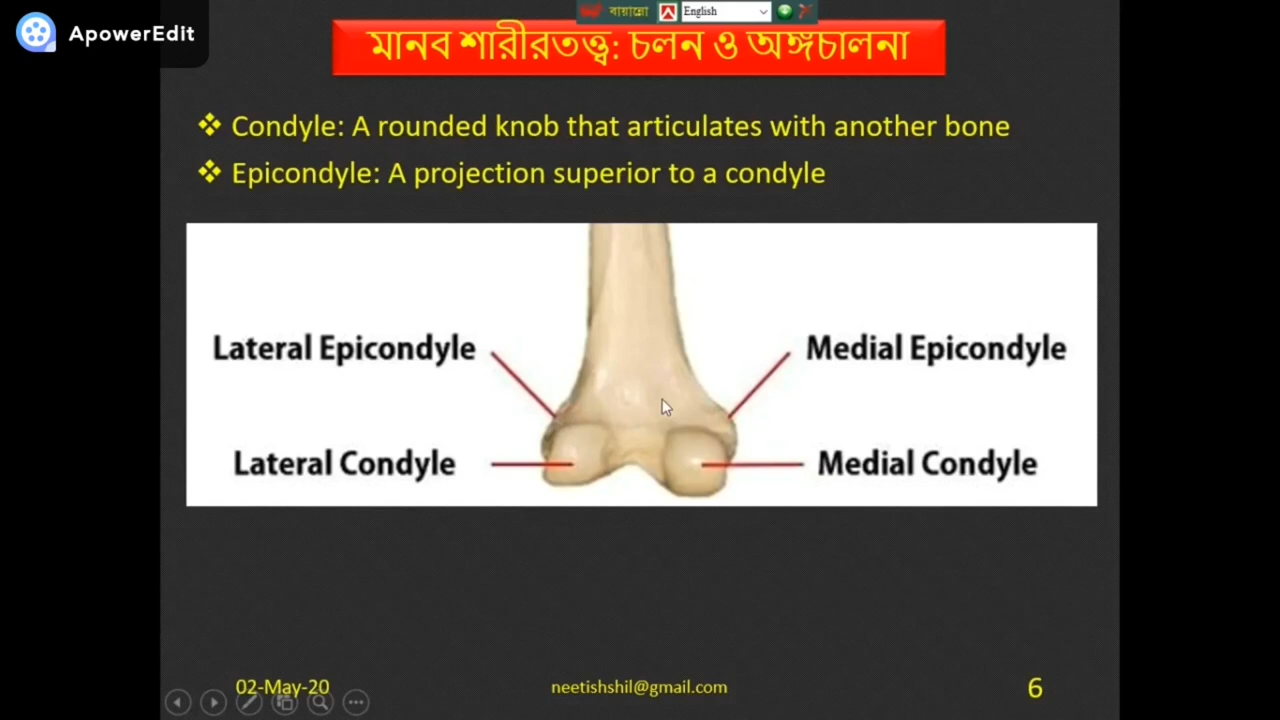 ApowerEdit
বায়ান্নো
English
মানব শারীরতত্ত্ব: চলন ও অঙ্গচালনা
Condyle: A rounded knob that articulates with another bone
Epicondyle: A projection superior to a condyle
Lateral Epicondyle
Medial Epicondyle
Lateral Condyle
Medial Condyle
02-May-20
neetishshil@gmail.com
6